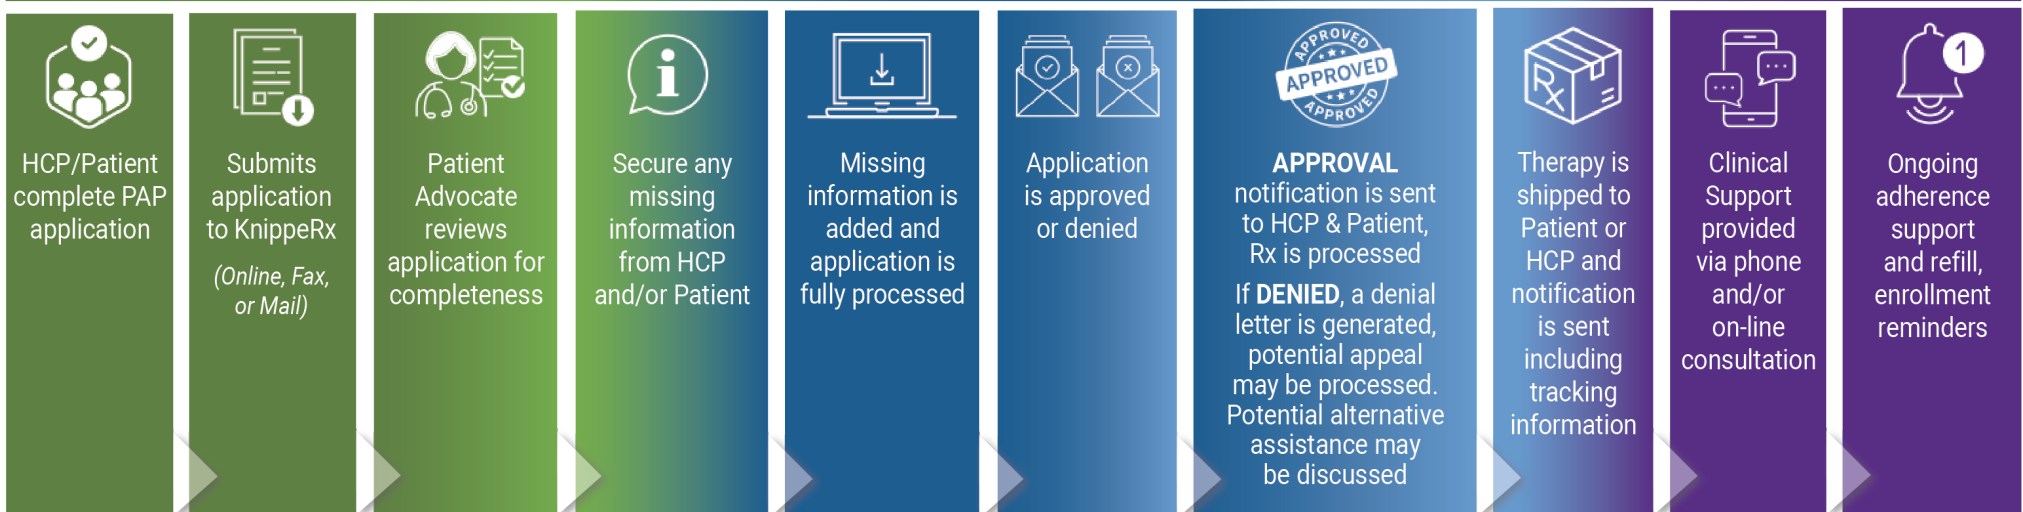 HCP/Patient
complete PAP
application
Submits
application
to KnippeRx
(Online, Fax,
or Mail)
Patient
Advocate
reviews
application for
completeness
Secure any
missing
information
from HCP
and/or Patient
Missing
information is
added and
application is
fully processed
Application
is approved
or denied
APPROVED
APPROVED
APPROVED
APPROVAL
notification is sent
to HCP & Patient,
Rx is processed
If DENIED, a denial
letter is generated,
potential appeal
may be processed.
Potential alternative
assistance may
be discussed
Rx
Therapy is
shipped to
Patient or
HCP and
notification
is sent
including
tracking
information
Clinical
Support
provided
via phone
and/or
on-line
consultation
1
Ongoing
adherence
support
and refill,
enrollment
reminders